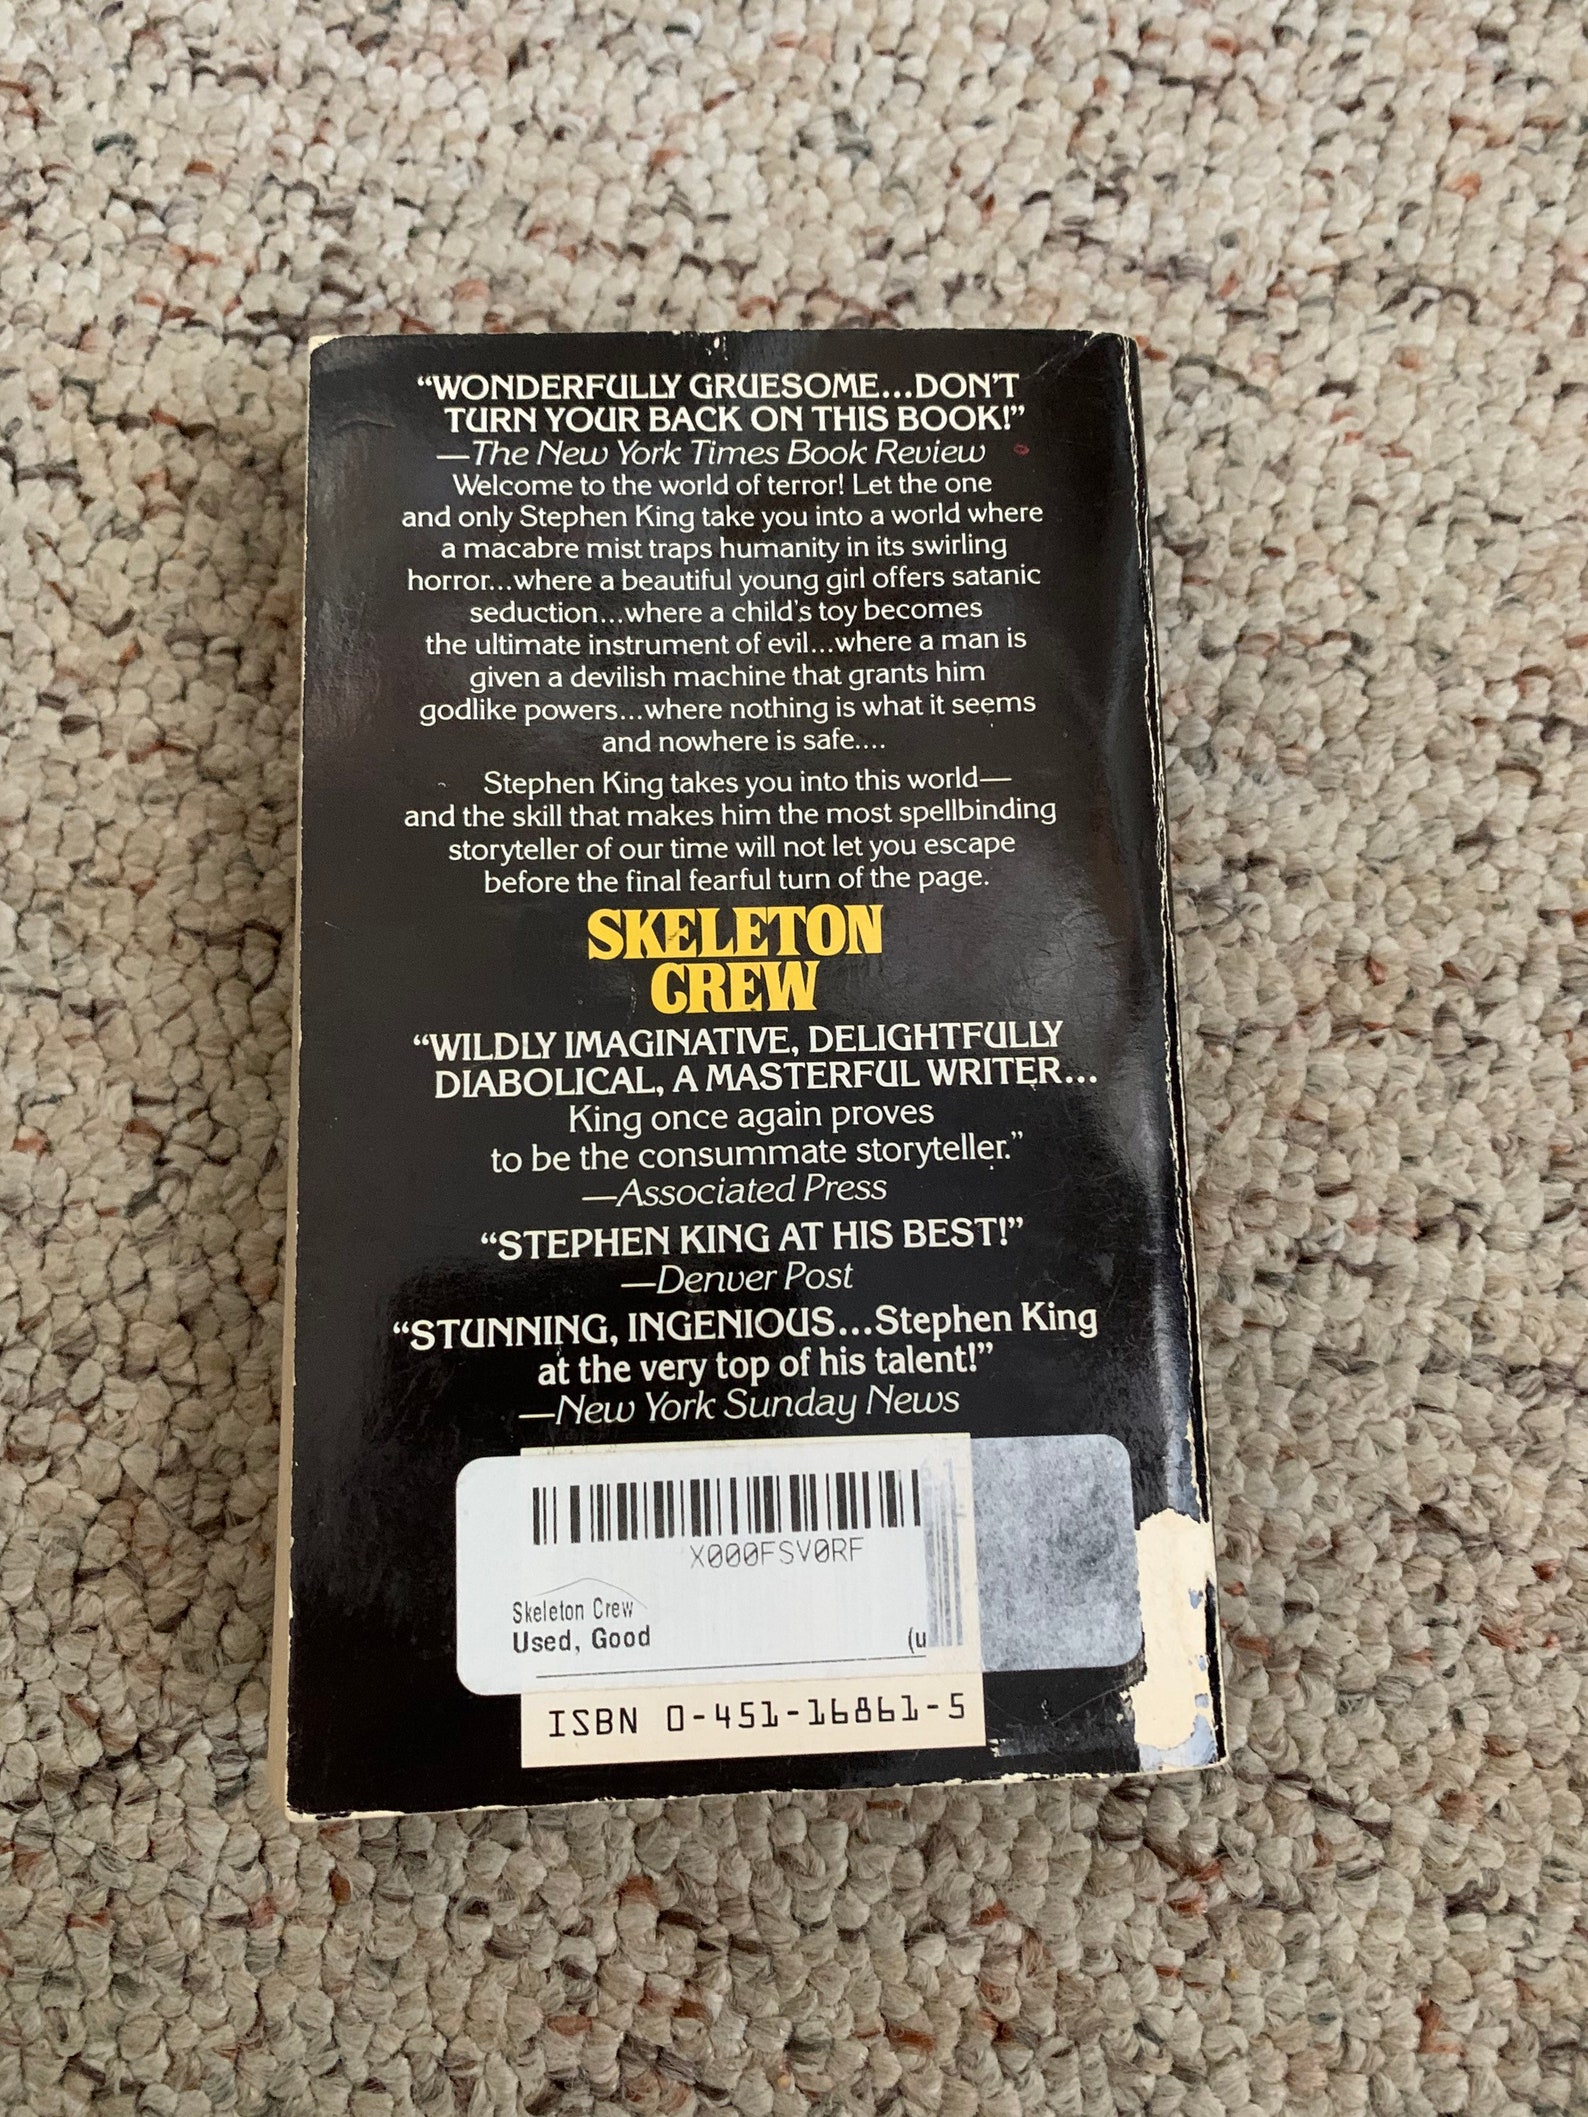 “WONDERFULLY GRUESOME...DON'T
TURN YOUR BACK ON THIS BOOK!”
—The New York Times Book Review
Welcome to the world of terror! Let the one
and only Stephen King take you into a world where
a macabre mist traps humanity in its swirling
horror...where a beautiful young girl offers satanic
seduction...where a child's toy becomes
the ultimate instrument of evil...where a man is
given a devilish machine that grants him
godlike powers...where nothing is what it seems
and nowhere is safe....
Stephen King takes you into this world—
and the skill that makes him the most spellbinding
storyteller of our time will not let you escape
before the final fearful turn of the page.
SKELETON
CREW
“WILDLY IMAGINATIVE, DELIGHTFULLY
DIABOLICAL, A MASTERFUL WRITER...
King once again proves
to be the consummate storyteller.”
—Associated Press
“STEPHEN KING AT HIS BEST!”
—Denver Post
“STUNNING, INGENIOUS...Stephen King
at the very top of his talent!”
—New York Sunday News
X000FSV0RF
Skeleton Crew
Used, Good (u
ISBN 0-451-16861-5